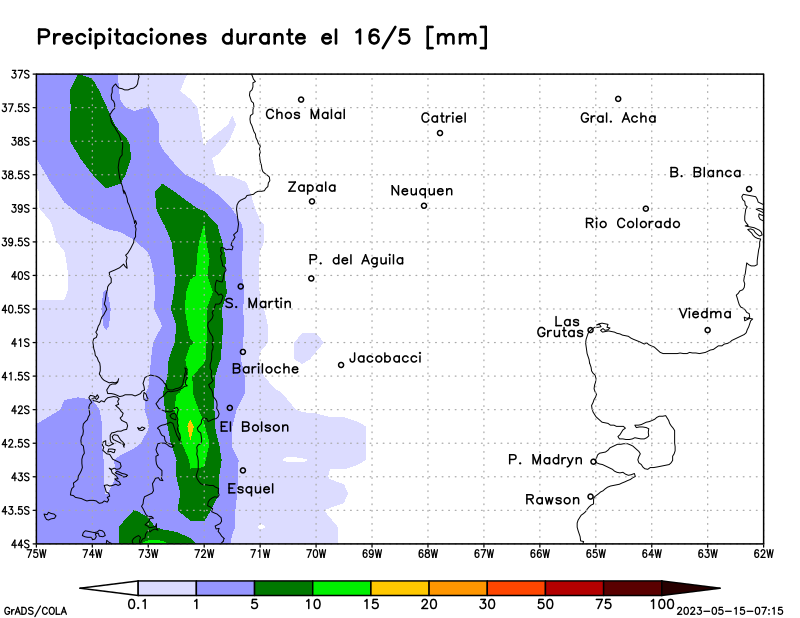 Precipitaciones durante el 16/5 [mm]
37S
37.5S
Chos Malal
Catriel
Gral. Acha
38S
38.5S
B. Blanca
Zapala
Neuquen
39S
Rio Colorado
39.5S
P. del Aguila
40S
S. Martin
40.5S
Viedma
Las
Grutas
41S
Jacobacci
Bariloche
41.5S
42S
El Bolson
42.5S
P. Madryn
43S
Esquel
Rawson
43.5S
44S
75W 74W 73W 72W 71W 70W 69W 68W 67W 66W 65W 64W 63W 62W
0.1 1 5 10 15 20 30 50 75 100
GrADS/COLA
2023-05-15-07:15